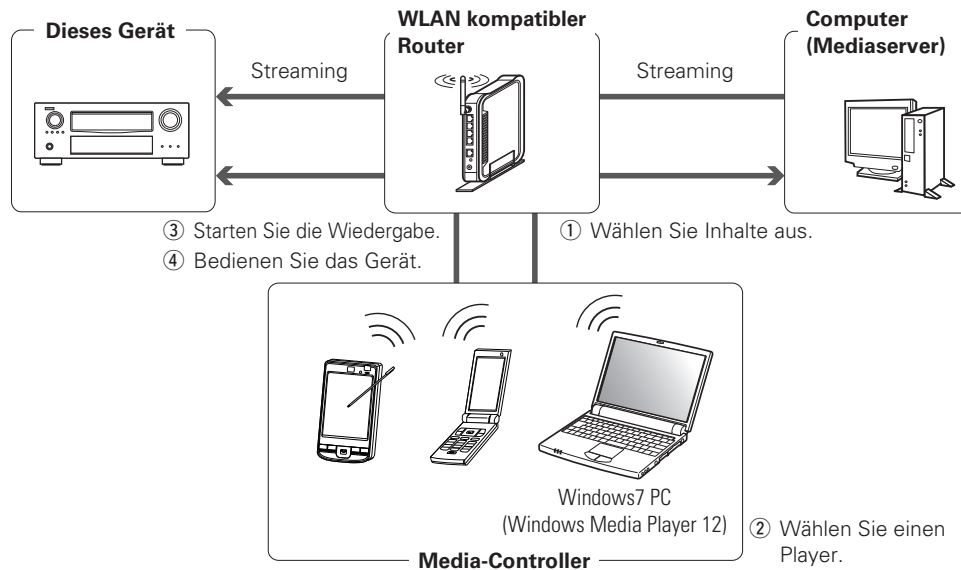 Dieses Gerät
WLAN kompatibler
Router
Computer
(Mediaserver)
Streaming
Streaming
③ Starten Sie die Wiedergabe.
④ Bedienen Sie das Gerät.
① Wählen Sie Inhalte aus.
Windows7 PC
(Windows Media Player 12)
② Wählen Sie einen
Player.
Media-Controller